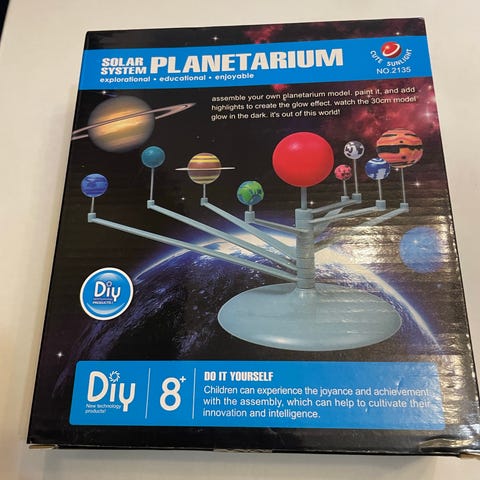 SOLAR SYSTEM PLANETARIUM
explorational • educational • enjoyable
CUTE SUNLIGHT
NO.2135
assemble your own planetarium model. paint it, and add
highlights to create the glow effect. watch the 30cm model
glow in the dark. it's out of this world!
Diy
PRODUCTS!
Diy
New technology
products!
8+
DO IT YOURSELF
Children can experience the joyance and achievement
with the assembly, which can help to cultivate their
innovation and intelligence.